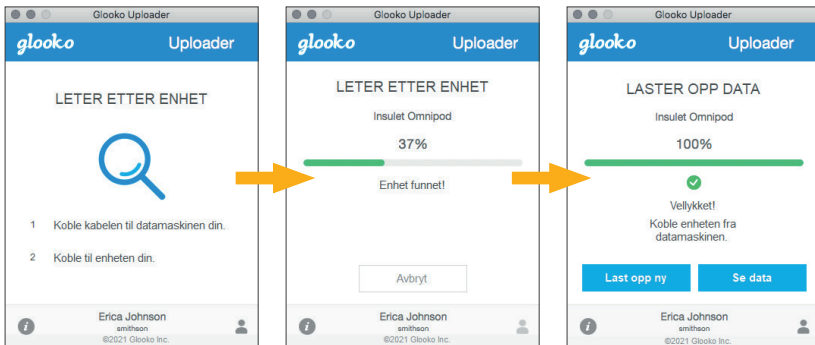 Glooko Uploader
glooko Uploader
LETER ETTER ENHET
1 Koble kabelen til datamaskinen din.
2 Koble til enheten din.
Erica Johnson
smithson
©2021 Glooko Inc.
Glooko Uploader
glooko Uploader
LETER ETTER ENHET
Insulet Omnipod
37%
Enhet funnet!
Avbryt
Erica Johnson
smithson
©2021 Glooko Inc.
Glooko Uploader
glooko Uploader
LASTER OPP DATA
Insulet Omnipod
100%
Vellykket!
Koble enheten fra
datamaskinen.
Last opp ny Se data
Erica Johnson
smithson
©2021 Glooko Inc.